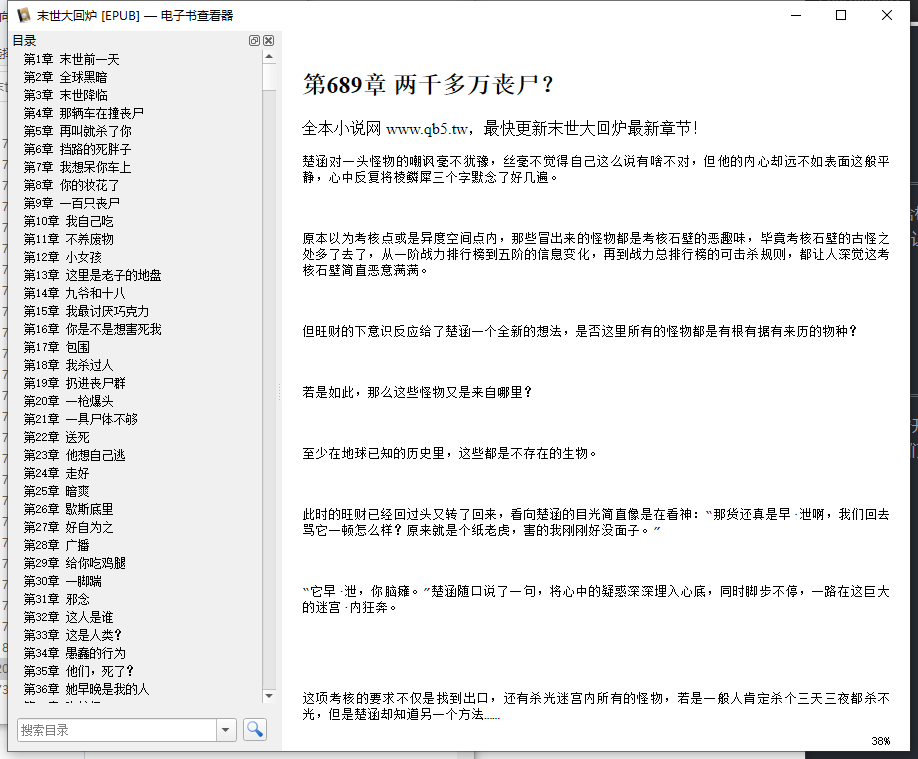 末世大回炉 [EPUB] — 电子书查看器
目录
第1章 末世前一天
第2章 全球黑暗
第3章 末世降临
第4章 那辆车在撞丧尸
第5章 再叫就杀了你
第6章 挡路的死胖子
第7章 我想呆你车上
第8章 你的妆花了
第9章 一百只丧尸
第10章 我自己吃
第11章 不养废物
第12章 小女孩
第13章 这里是老子的地盘
第14章 九爷和十八
第15章 我最讨厌巧克力
第16章 你是不是想害死我
第17章 包围
第18章 我杀过人
第19章 扔进丧尸群
第20章 一枪爆头
第21章 一具尸体不够
第22章 送死
第23章 他想自己逃
第24章 走好
第25章 暗爽
第26章 歇斯底里
第27章 好自为之
第28章 广播
第29章 给你吃鸡腿
第30章 一脚踹
第31章 邪念
第32章 这人是谁
第33章 这是人类?
第34章 愚蠢的行为
第35章 他们，死了?
第36章 她早晚是我的人
搜索目录
第689章 两千多万丧尸?
全本小说网 www.qb5.tw，最快更新末世大回炉最新章节!
楚涵对一头怪物的嘲讽毫不犹豫，丝毫不觉得自己这么说有啥不对，但他的内心却远不如表面这般平
静，心中反复将棱鳞犀三个字默念了好几遍。
原本以为考核点或是异度空间点内，那些冒出来的怪物都是考核石壁的恶趣味，毕竟考核石壁的古怪之
处多了去了，从一阶战力排行榜到五阶的信息变化，再到战力总排行榜的可击杀规则，都让人深觉这考
核石壁简直恶意满满。
但旺财的下意识反应给了楚涵一个全新的想法，是否这里所有的怪物都是有根有据有来历的物种?
若是如此，那么这些怪物又是来自哪里?
至少在地球已知的历史里，这些都是不存在的生物。
此时的旺财已经回过头又转了回来，看向楚涵的目光简直像是在看神：“那货还真是早·泄啊，我们回去
骂它一顿怎么样? 原来就是个纸老虎，害的我刚刚好没面子。”
“它早·泄，你脑瘫。”楚涵随口说了一句，将心中的疑惑深深埋入心底，同时脚步不停，一路在这巨大
的迷宫·内狂奔。
这项考核的要求不仅是找到出口，还有杀光迷宫内所有的怪物，若是一般人肯定杀个三天三夜都杀不
光，但是楚涵却知道另一个方法……
38%